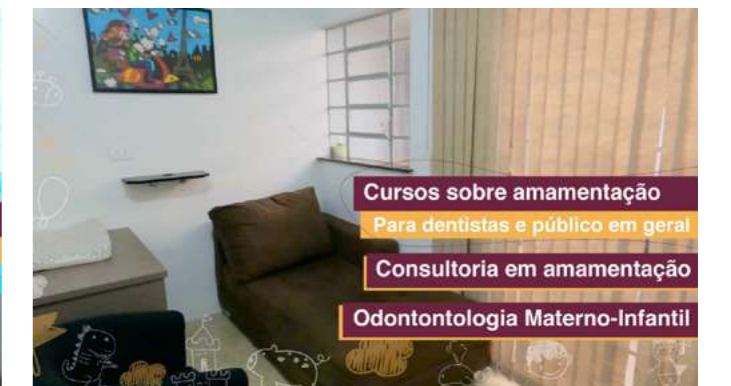 Cursos sobre amamentação
Para dentistas e público em geral
Consultoria em amamentação
Odontontologia Materno-Infantil